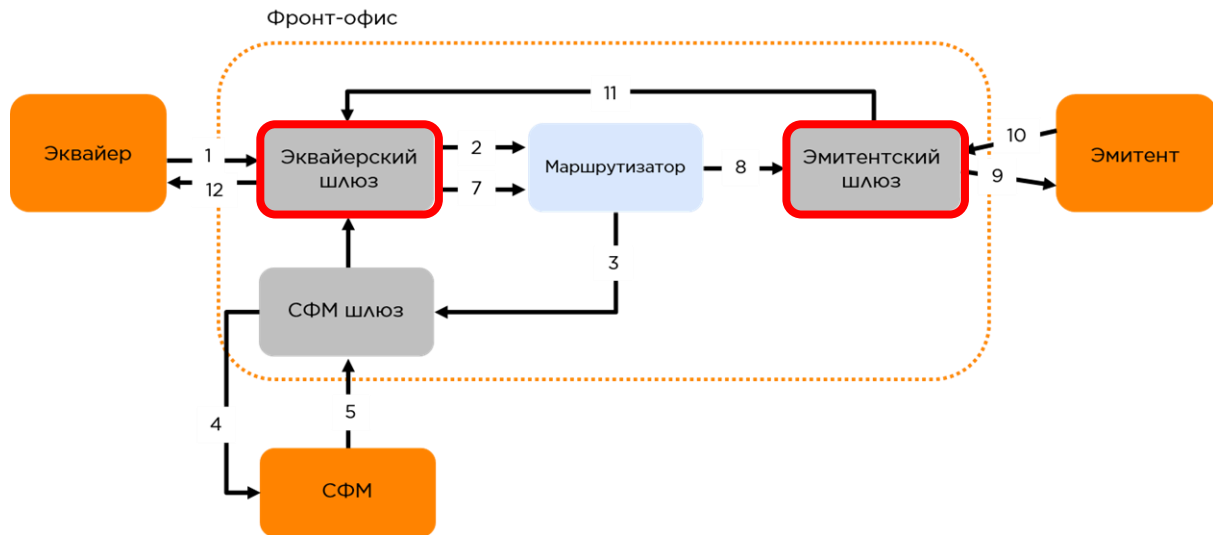 Фронт-офис
11
Эквайер
1
12
Эквайерский
шлюз
2
7
Маршрутизатор
8
Эмитентский
шлюз
10
9
Эмитент
3
СФМ шлюз
4
5
СФМ